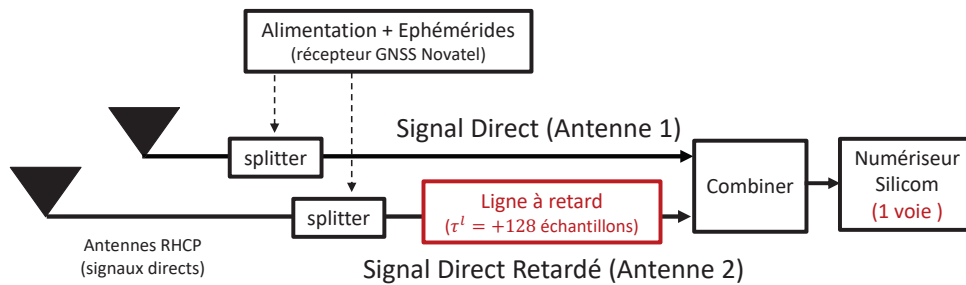 Alimentation + Ephémérides
(récepteur GNSS Novatel)
Signal Direct (Antenne 1)
splitter
Combiner
Numériseur
Silicom
(1 voie )
Ligne à retard
(τˡ = +128 échantillons)
splitter
Antennes RHCP
(signaux directs)
Signal Direct Retardé (Antenne 2)